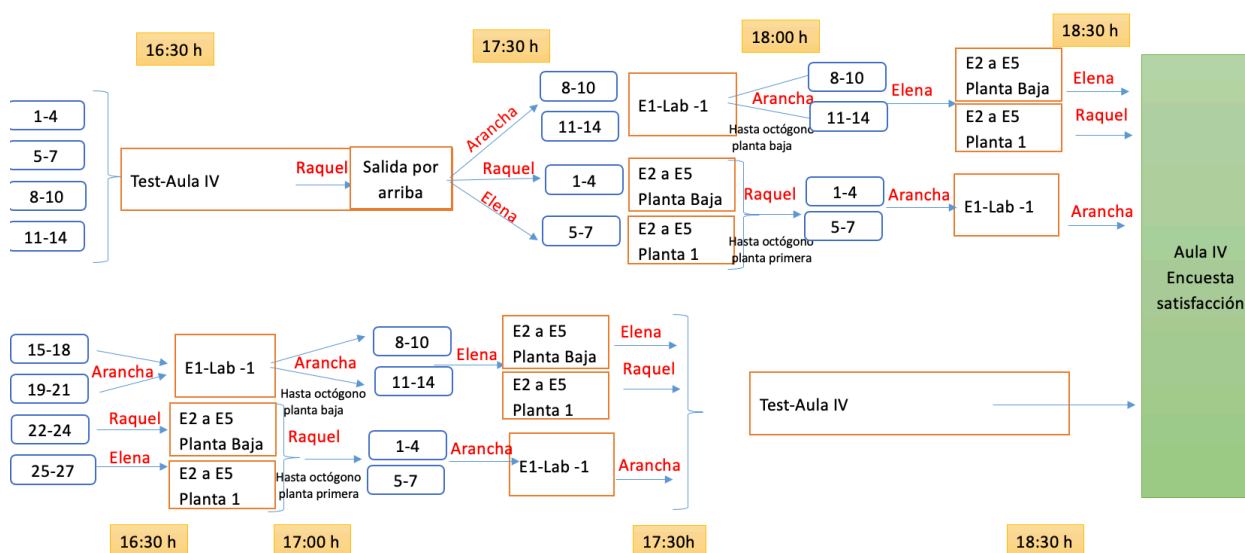 16:30 h
17:30 h
18:00 h
18:30 h
1-4
5-7
8-10
11-14
Test-Aula IV
Raquel
Salida por
arriba
Arancha
Raquel
Elena
8-10
11-14
1-4
5-7
E1-Lab -1
Hasta octógono
planta baja
E2 a E5
Planta Baja
E2 a E5
Planta 1
Arancha
Raquel
Hasta octógono
planta primera
8-10
11-14
1-4
5-7
Elena
Arancha
E2 a E5
Planta Baja
E2 a E5
Planta 1
E1-Lab -1
Elena
Raquel
Arancha
Aula IV
Encuesta
satisfacción
15-18
19-21
22-24
25-27
Arancha
Raquel
Elena
E1-Lab -1
Hasta octógono
planta baja
E2 a E5
Planta Baja
E2 a E5
Planta 1
Arancha
Raquel
Hasta octógono
planta primera
8-10
11-14
1-4
5-7
Elena
Arancha
E2 a E5
Planta Baja
E2 a E5
Planta 1
E1-Lab -1
Elena
Raquel
Arancha
Test-Aula IV
16:30 h
17:00 h
17:30h
18:30 h